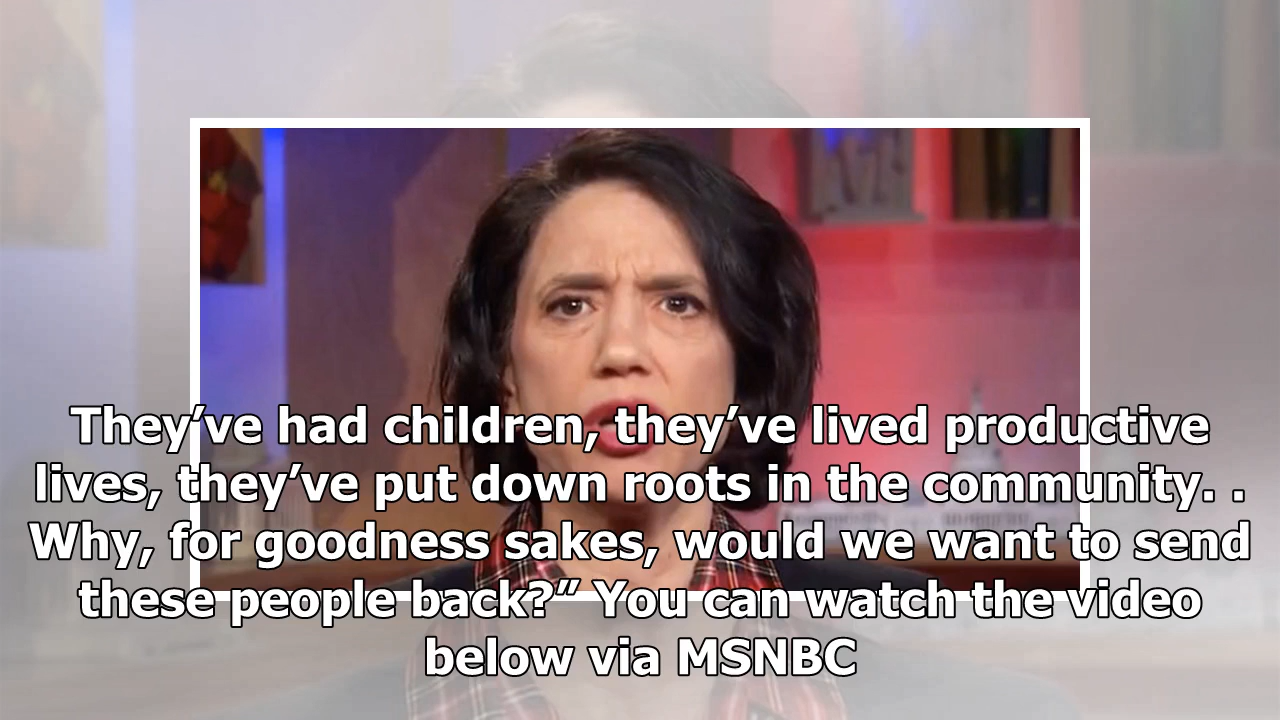 They’ve had children, they’ve lived productive
lives, they’ve put down roots in the community. .
Why, for goodness sakes, would we want to send
these people back?” You can watch the video
below via MSNBC